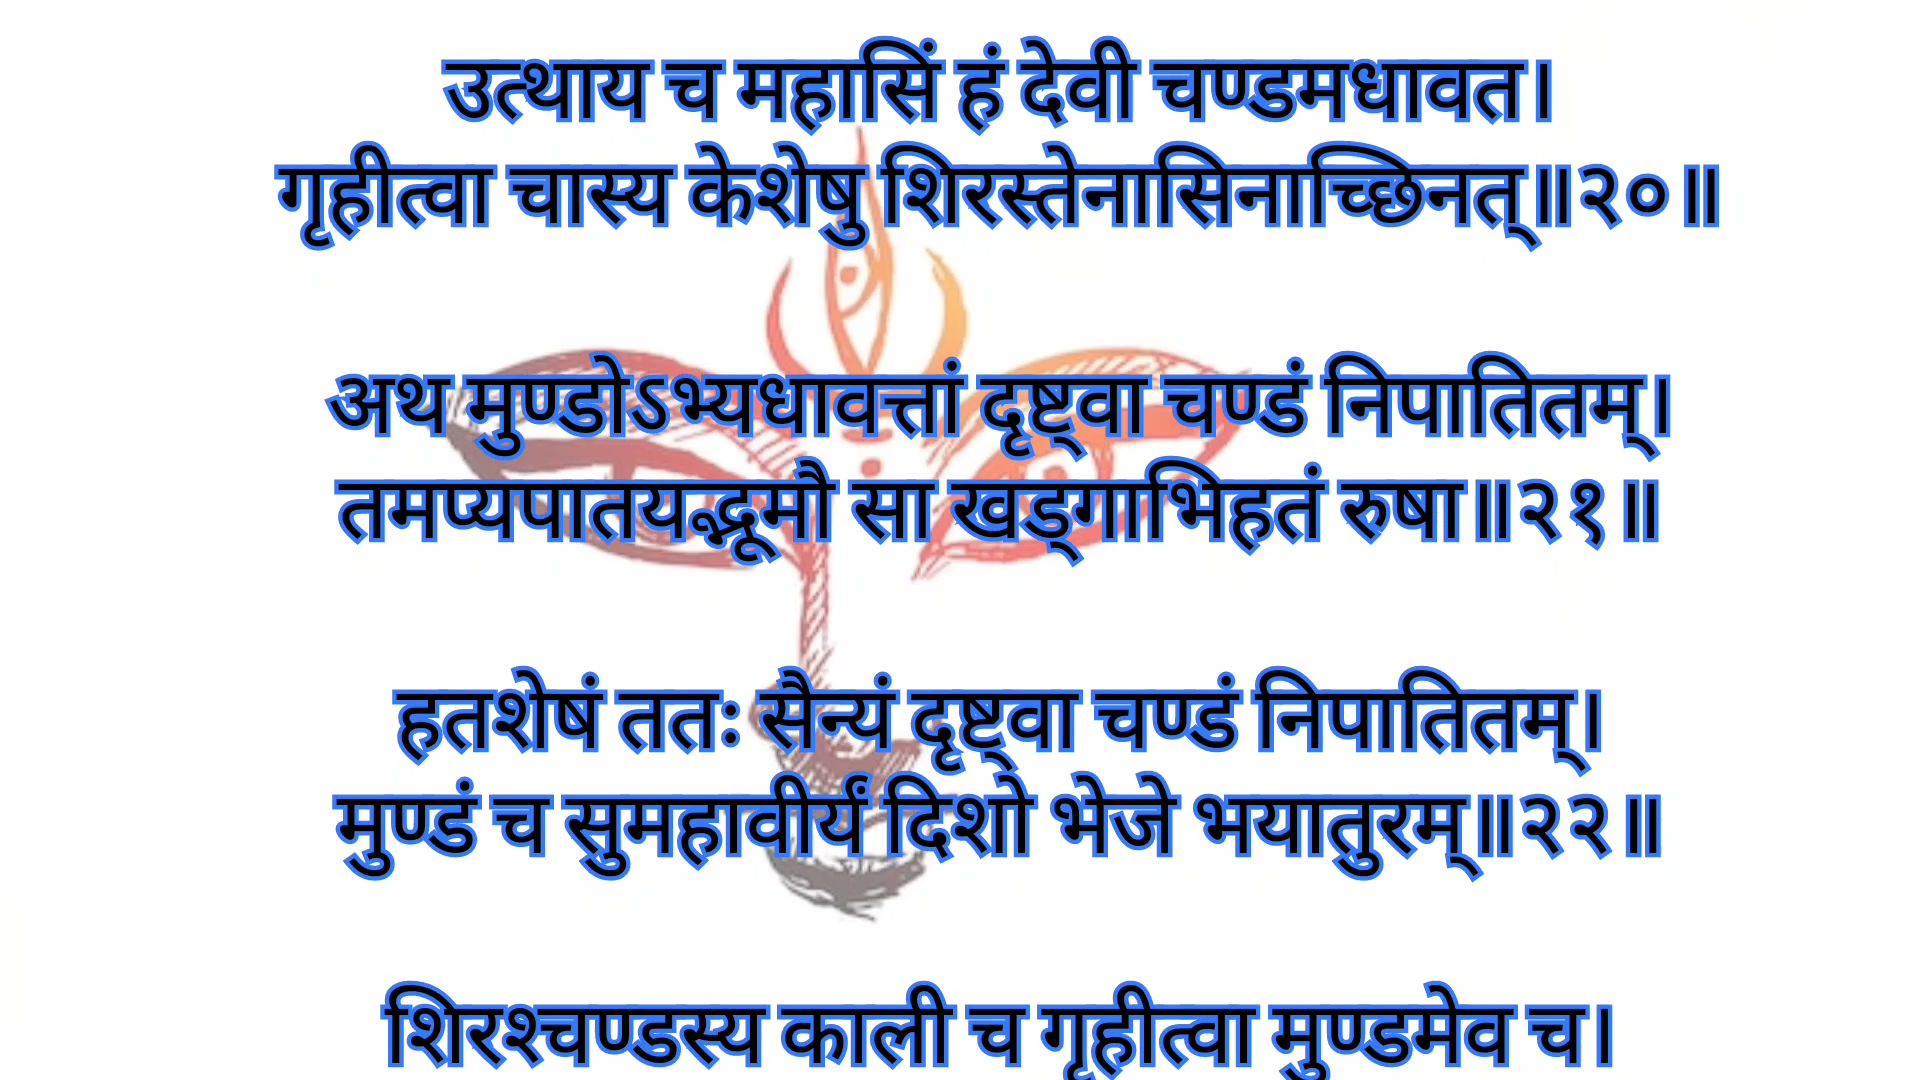 उत्थाय च महासिं हं देवी चण्डमधावत।
गृहीत्वा चास्य केशेषु शिरस्तेनासिनाच्छिनत्॥२०॥
अथ मुण्डोऽभ्यधावत्तां दृष्ट्वा चण्डं निपातितम्।
तमप्यपातयद्भूमौ सा खड्गाभिहतं रुषा॥२१॥
हतशेषं ततः सैन्यं दृष्ट्वा चण्डं निपातितम्।
मुण्डं च सुमहावीर्यं दिशो भेजे भयातुरम्॥२२॥
शिरश्चण्डस्य काली च गृहीत्वा मुण्डमेव च।